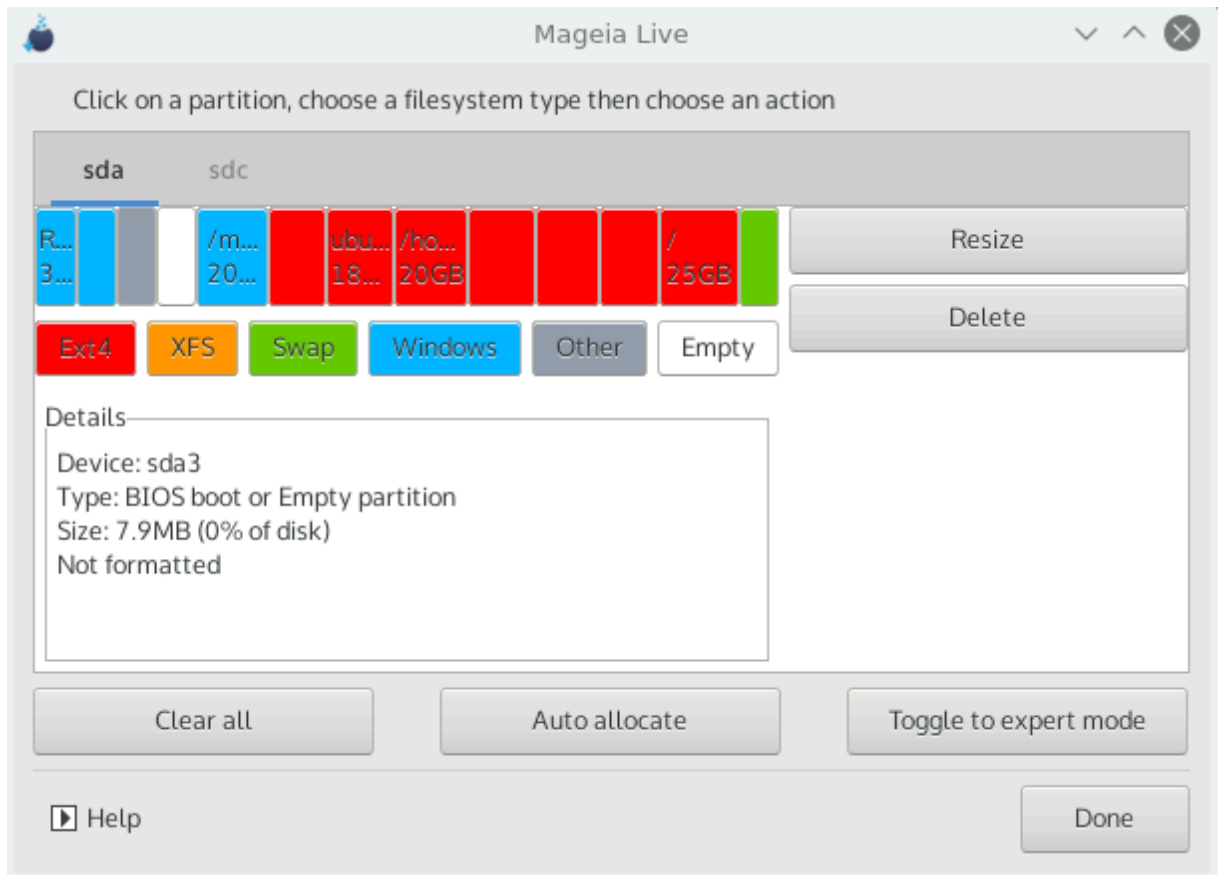 Mageia Live
Click on a partition, choose a filesystem type then choose an action
sda sdc
R... /m... ubu... /ho... /
3... 20... 18... 20GB 25GB
Resize
Delete
Ext4 XFS Swap Windows Other Empty
Details
Device: sda3
Type: BIOS boot or Empty partition
Size: 7.9MB (0% of disk)
Not formatted
Clear all Auto allocate Toggle to expert mode
Help Done